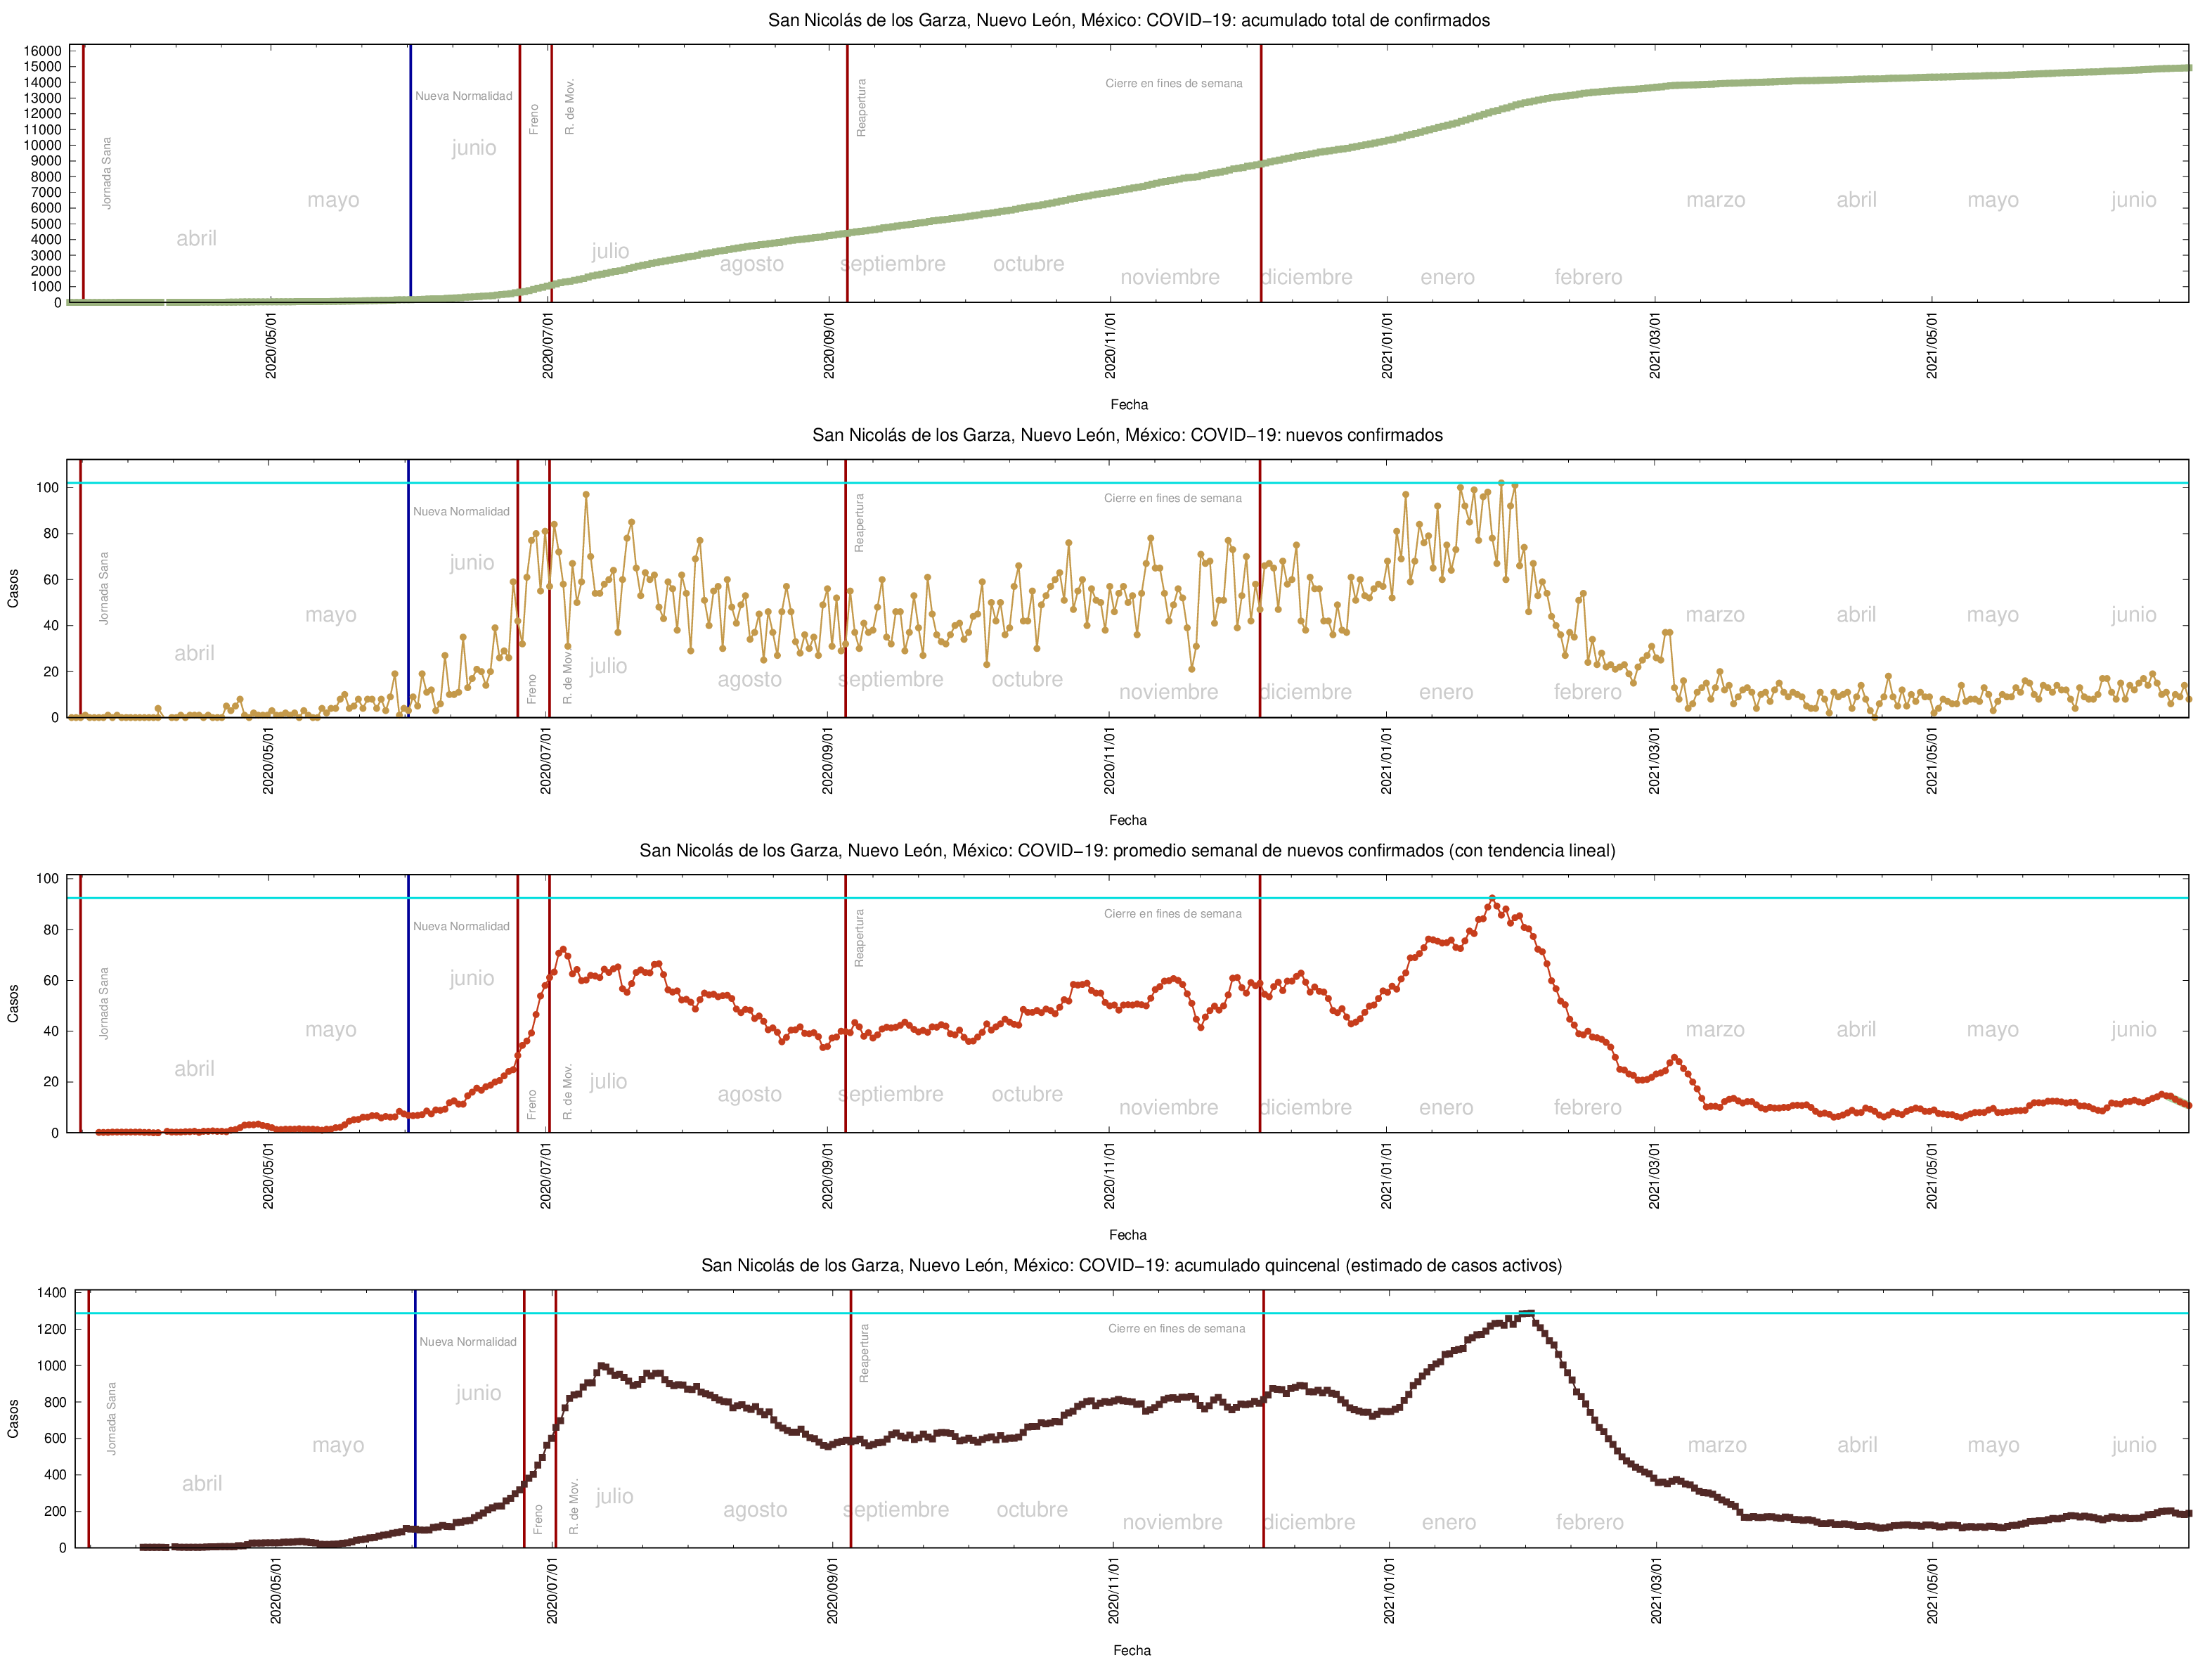 San Nicolás de los Garza, Nuevo León, México: COVID−19: acumulado total de confirmados
16000
15000
14000
13000
12000
11000
10000
9000
8000
7000
6000
5000
4000
3000
2000
1000
0
Jornada Sana
Nueva Normalidad
Freno
R. de Mov.
Reapertura
Cierre en fines de semana
abril
mayo
junio
julio
agosto
septiembre
octubre
noviembre
diciembre
enero
febrero
marzo
abril
mayo
junio
2020/05/01
2020/07/01
2020/09/01
2020/11/01
2021/01/01
2021/03/01
2021/05/01
Fecha
San Nicolás de los Garza, Nuevo León, México: COVID−19: nuevos confirmados
Casos
100
80
60
40
20
0
Jornada Sana
Nueva Normalidad
Freno
R. de Mov.
Reapertura
Cierre en fines de semana
abril
mayo
junio
julio
agosto
septiembre
octubre
noviembre
diciembre
enero
febrero
marzo
abril
mayo
junio
2020/05/01
2020/07/01
2020/09/01
2020/11/01
2021/01/01
2021/03/01
2021/05/01
Fecha
San Nicolás de los Garza, Nuevo León, México: COVID−19: promedio semanal de nuevos confirmados (con tendencia lineal)
Casos
100
80
60
40
20
0
Jornada Sana
Nueva Normalidad
Freno
R. de Mov.
Reapertura
Cierre en fines de semana
abril
mayo
junio
julio
agosto
septiembre
octubre
noviembre
diciembre
enero
febrero
marzo
abril
mayo
junio
2020/05/01
2020/07/01
2020/09/01
2020/11/01
2021/01/01
2021/03/01
2021/05/01
Fecha
San Nicolás de los Garza, Nuevo León, México: COVID−19: acumulado quincenal (estimado de casos activos)
Casos
1400
1200
1000
800
600
400
200
0
Jornada Sana
Nueva Normalidad
Freno
R. de Mov.
Reapertura
Cierre en fines de semana
abril
mayo
junio
julio
agosto
septiembre
octubre
noviembre
diciembre
enero
febrero
marzo
abril
mayo
junio
2020/05/01
2020/07/01
2020/09/01
2020/11/01
2021/01/01
2021/03/01
2021/05/01
Fecha